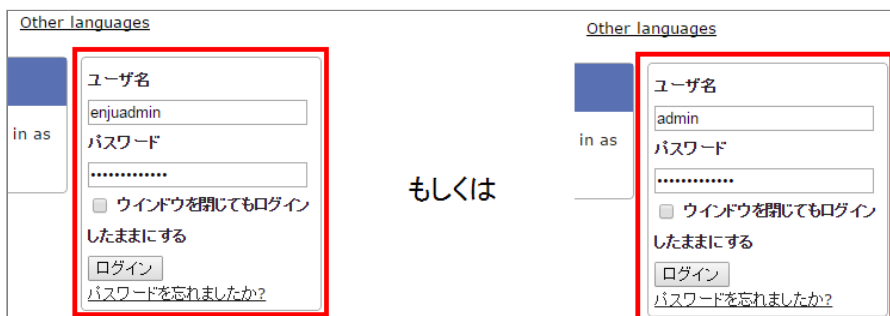 Other languages
in as
ユーザ名
enjuadmin
パスワード
•••••••••••••
ウインドウを閉じてもログイン
したままにする
ログイン
パスワードを忘れましたか?
もしくは
Other languages
in as
ユーザ名
admin
パスワード
•••••••••••••
ウインドウを閉じてもログイン
したままにする
ログイン
パスワードを忘れましたか?